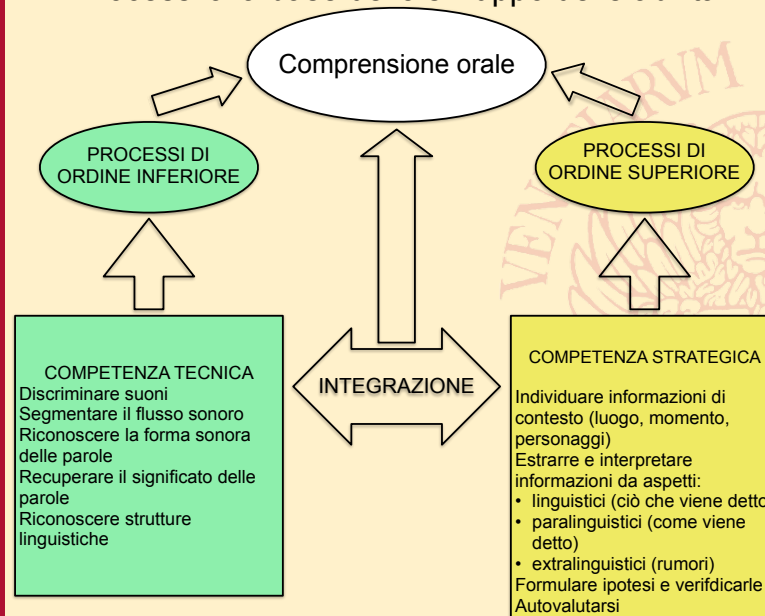 Comprensione orale
PROCESSI DI
ORDINE INFERIORE
PROCESSI DI
ORDINE SUPERIORE
COMPETENZA TECNICA
Discriminare suoni
Segmentare il flusso sonoro
Riconoscere la forma sonora
delle parole
Recuperare il significato delle
parole
Riconoscere strutture
linguistiche
INTEGRAZIONE
COMPETENZA STRATEGICA
Individuare informazioni di
contesto (luogo, momento,
personaggi)
Estrarre e interpretare
informazioni da aspetti:
• linguistici (ciò che viene detto
• paralinguistici (come viene
detto)
• extralinguistici (rumori)
Formulare ipotesi e verifdicarle
Autovalutarsi